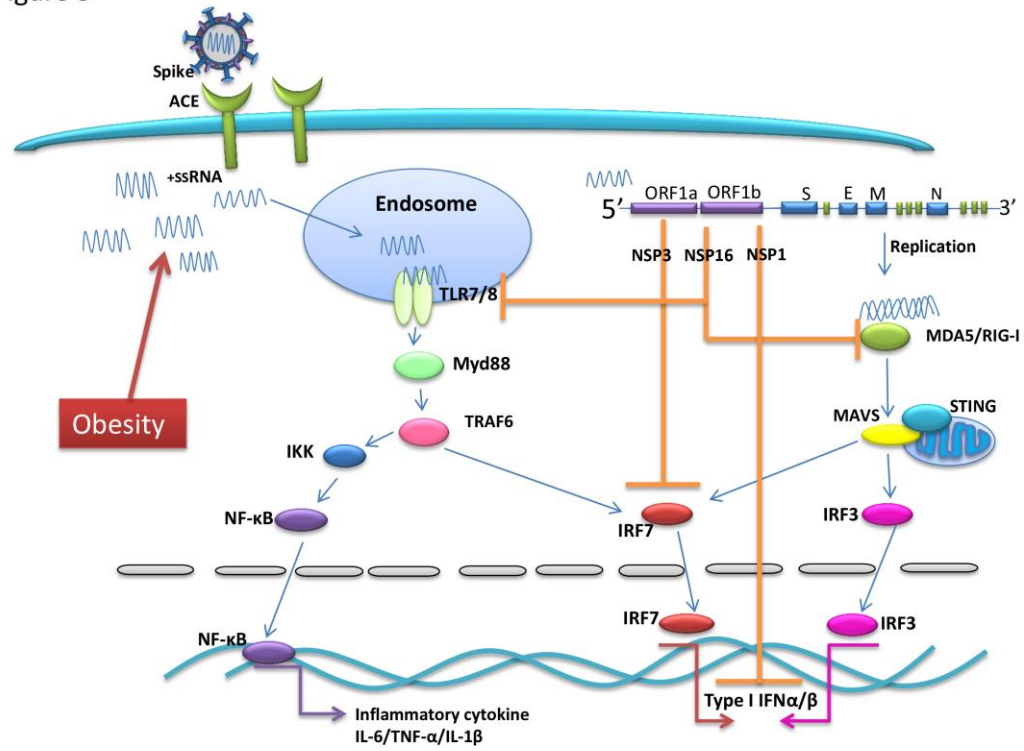 Spike
ACE
+ssRNA
Endosome
TLR7/8
Myd88
TRAF6
IKK
NF-κB
Obesity
5’
ORF1a
ORF1b
S
E
M
N
3’
NSP3
NSP16
NSP1
Replication
MDA5/RIG-I
MAVS
STING
IRF7
IRF3
NF-κB
IRF7
IRF3
Type I IFNα/β
Inflammatory cytokine
IL-6/TNF-α/IL-1β